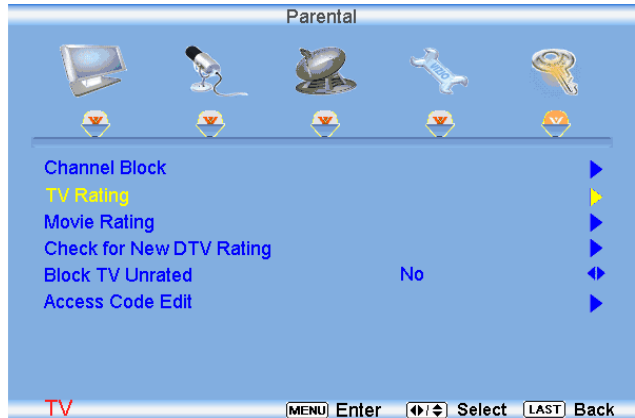 Parental
VIZIO
Channel Block
TV Rating
Movie Rating
Check for New DTV Rating
Block TV Unrated No
Access Code Edit
TV MENU Enter Select LAST Back